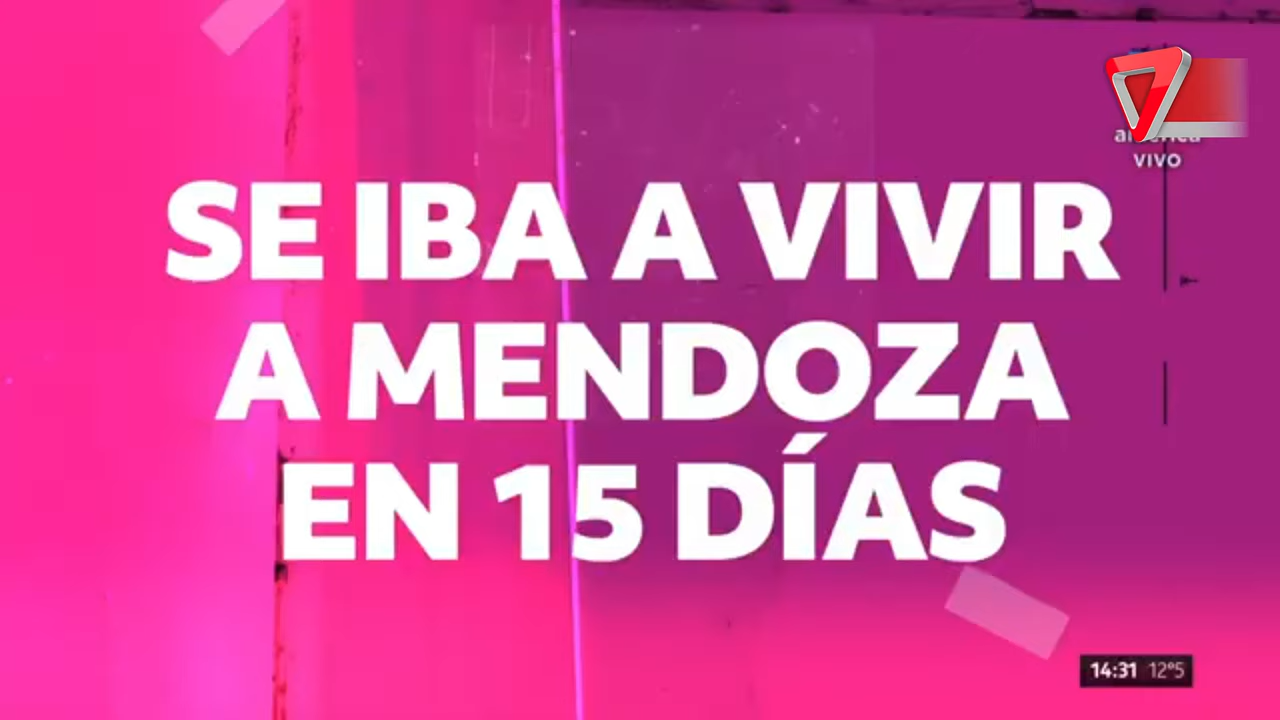 VIVO
SE IBA A VIVIR
A MENDOZA
EN 15 DÍAS
14:31 12°5